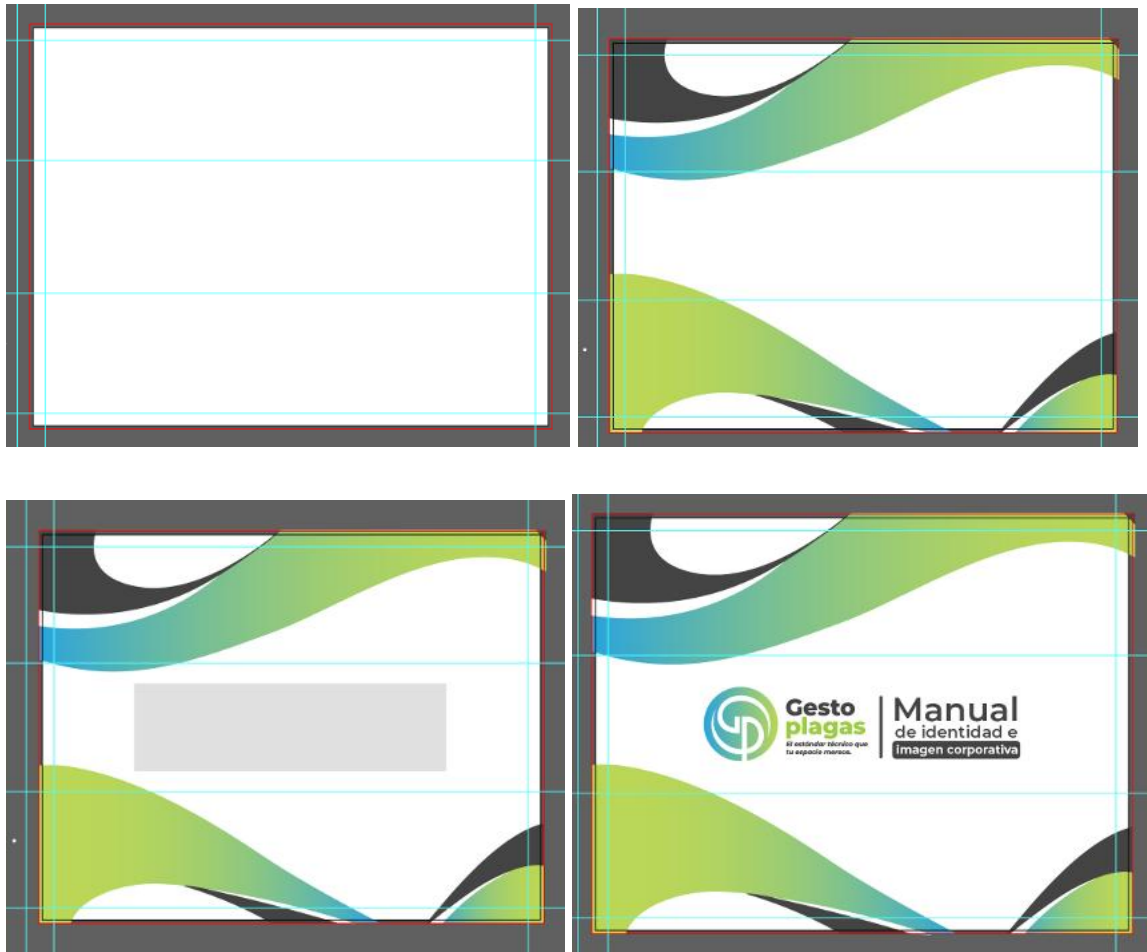 Gesto
plagas
El estándar técnico que
tu espacio merece.
Manual
de identidad e
imagen corporativa